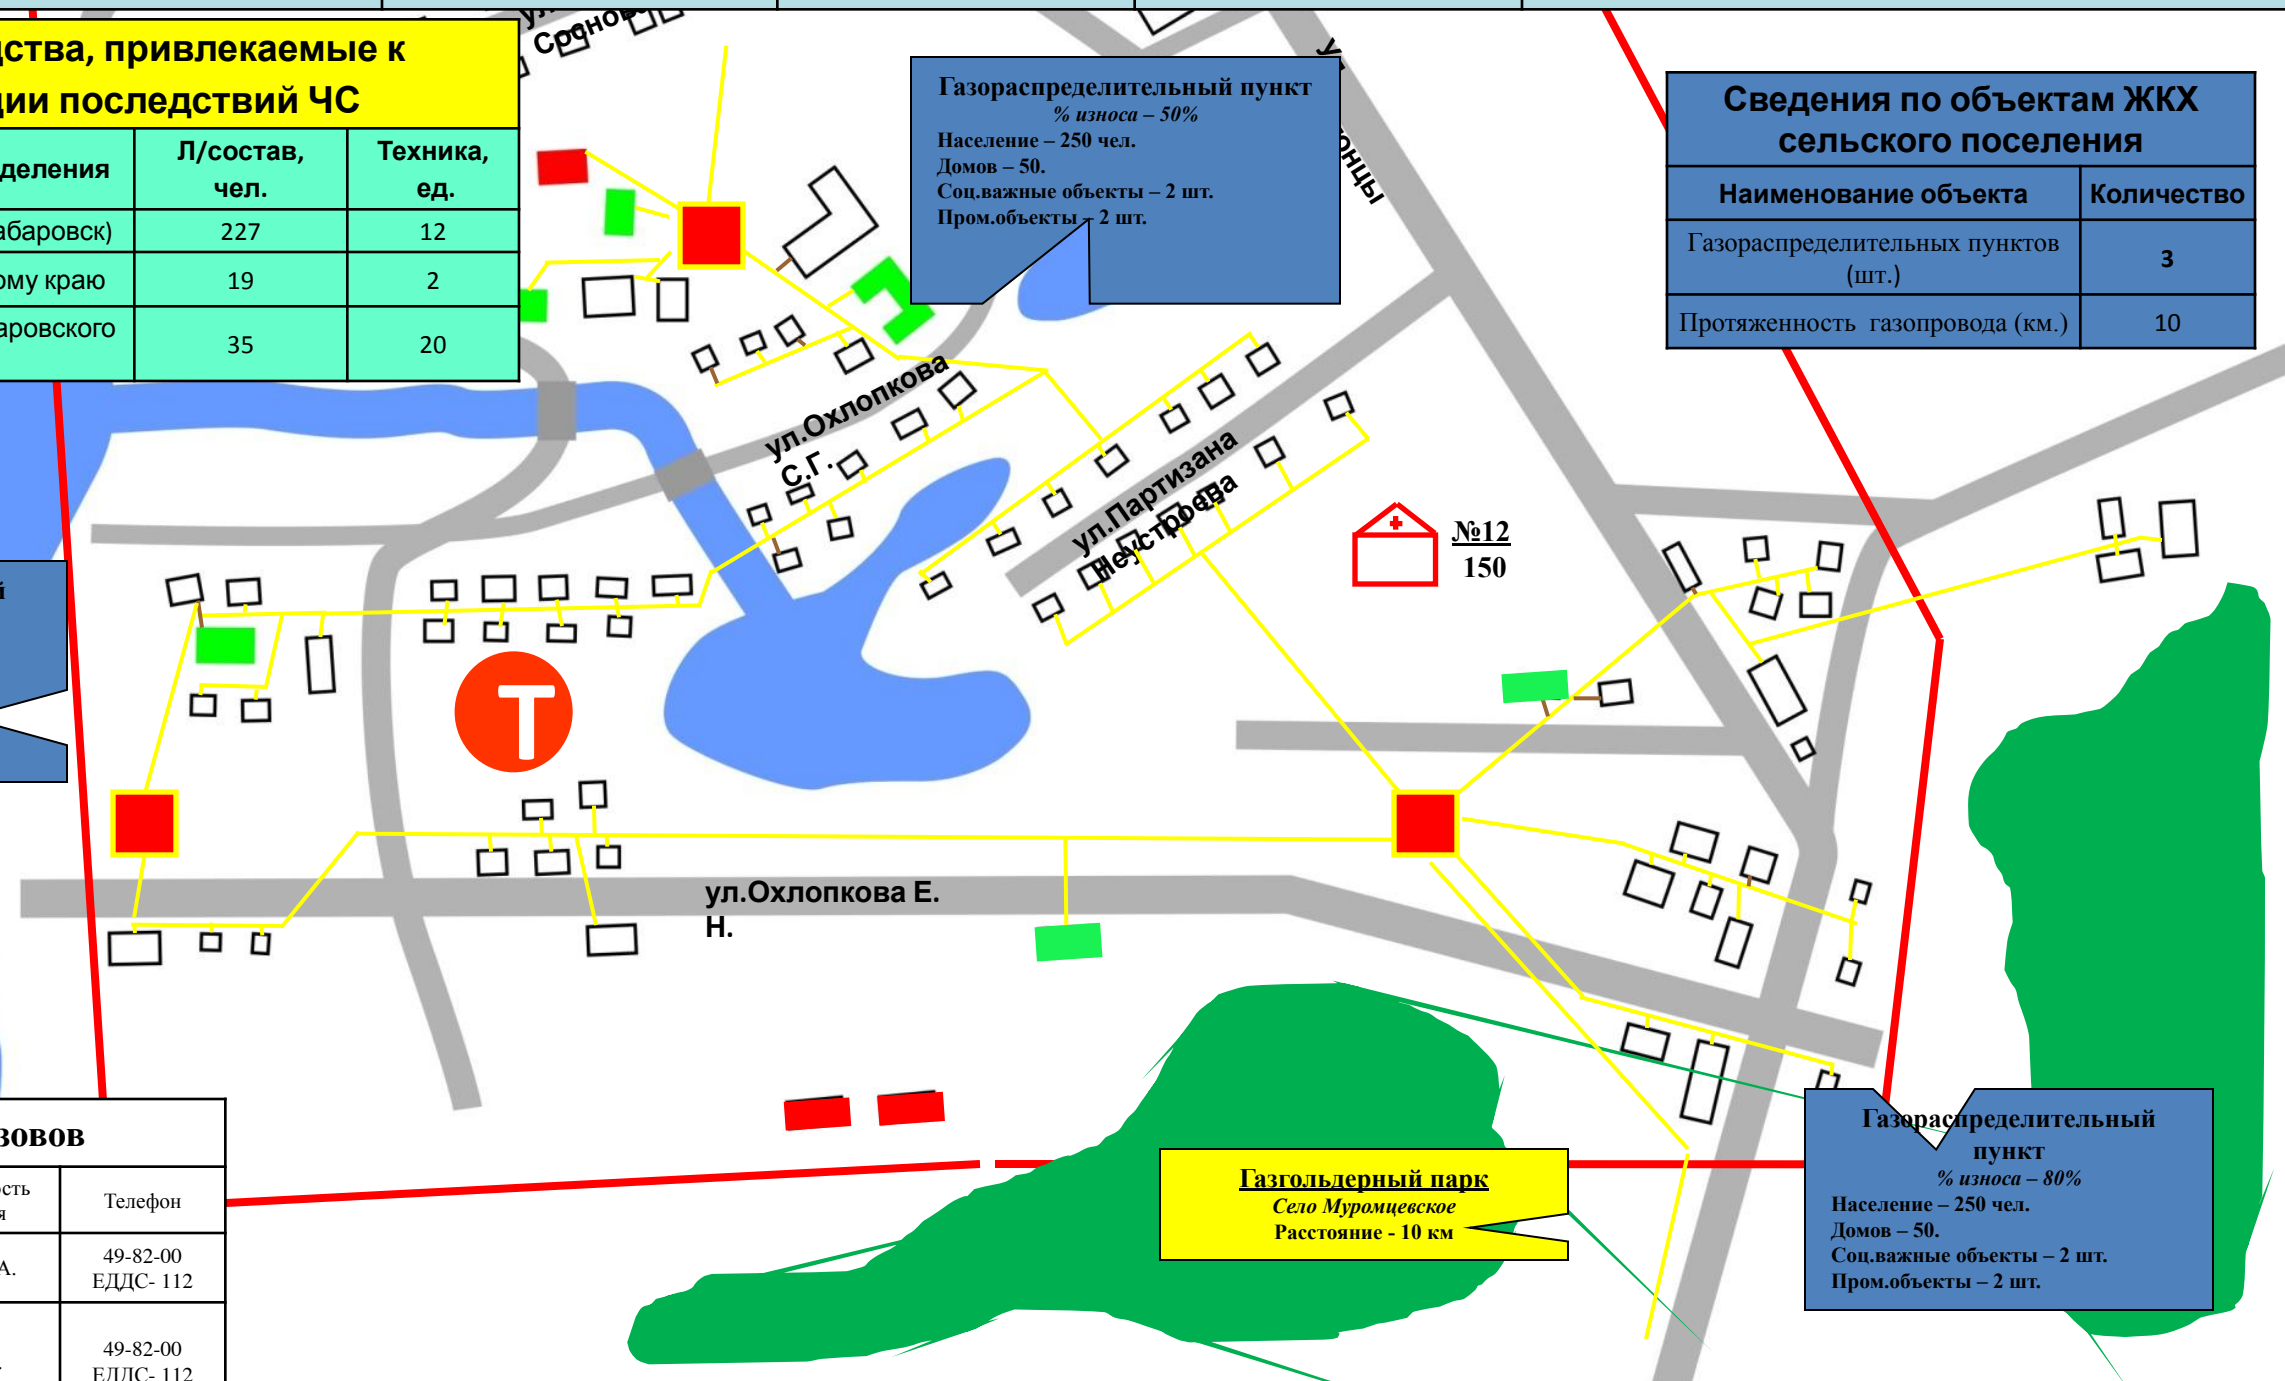 Соснов
дства, привлекаемые к
ции последствий ЧС
деления
Л/состав,
чел.
Техника,
ед.
абаровск)
227
12
ому краю
19
2
аровского
35
20
Газораспределительный пункт
% износа – 50%
Население – 250 чел.
Домов – 50.
Соц.важные объекты – 2 шт.
Пром.объекты – 2 шт.
онцы
Сведения по объектам ЖКХ
сельского поселения
Наименование объекта
Количество
Газораспределительных пунктов
(шт.)
3
Протяженность газопровода (км.)
10
ул.Охлопкова
С.Г.
ул.Партизана
Неустроева
№12
150
й
Т
ул.Охлопкова Е.
Н.
зовов
ость
я
Телефон
А.
49-82-00
ЕДДС- 112
49-82-00
ЕДДС- 112
Газгольдерный парк
Село Муромцевское
Расстояние - 10 км
Газораспределительный
пункт
% износа – 80%
Население – 250 чел.
Домов – 50.
Соц.важные объекты – 2 шт.
Пром.объекты – 2 шт.